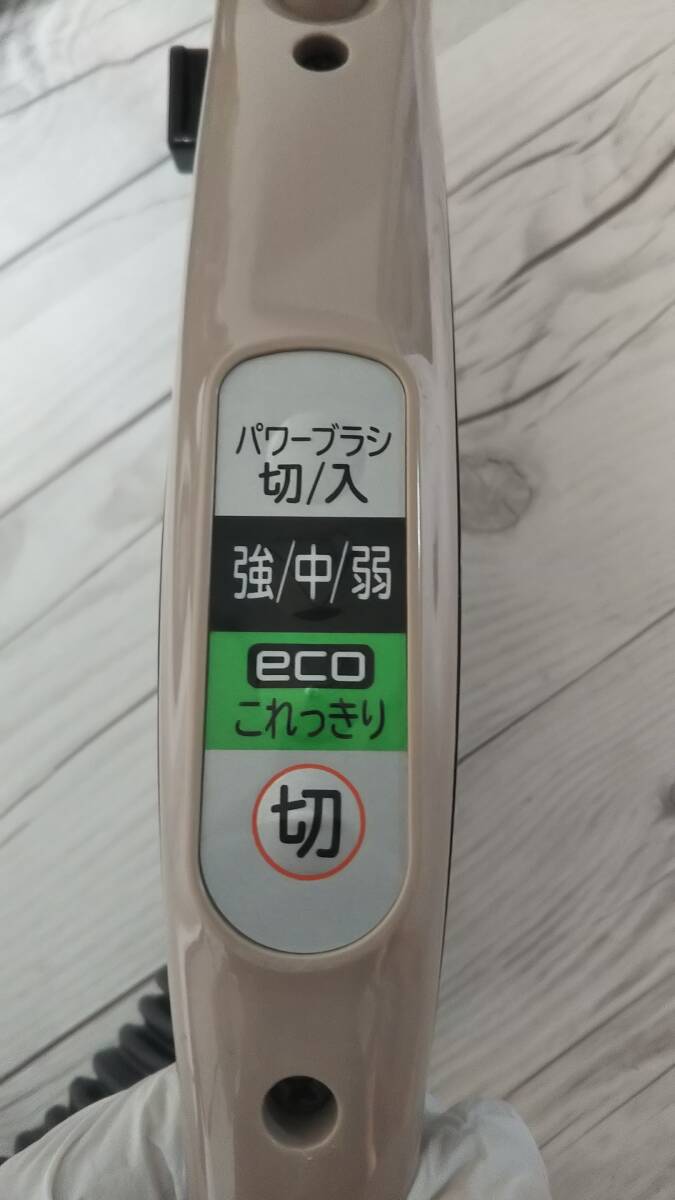 パワーブラシ
切/入
強/中/弱
eco
これっきり
切